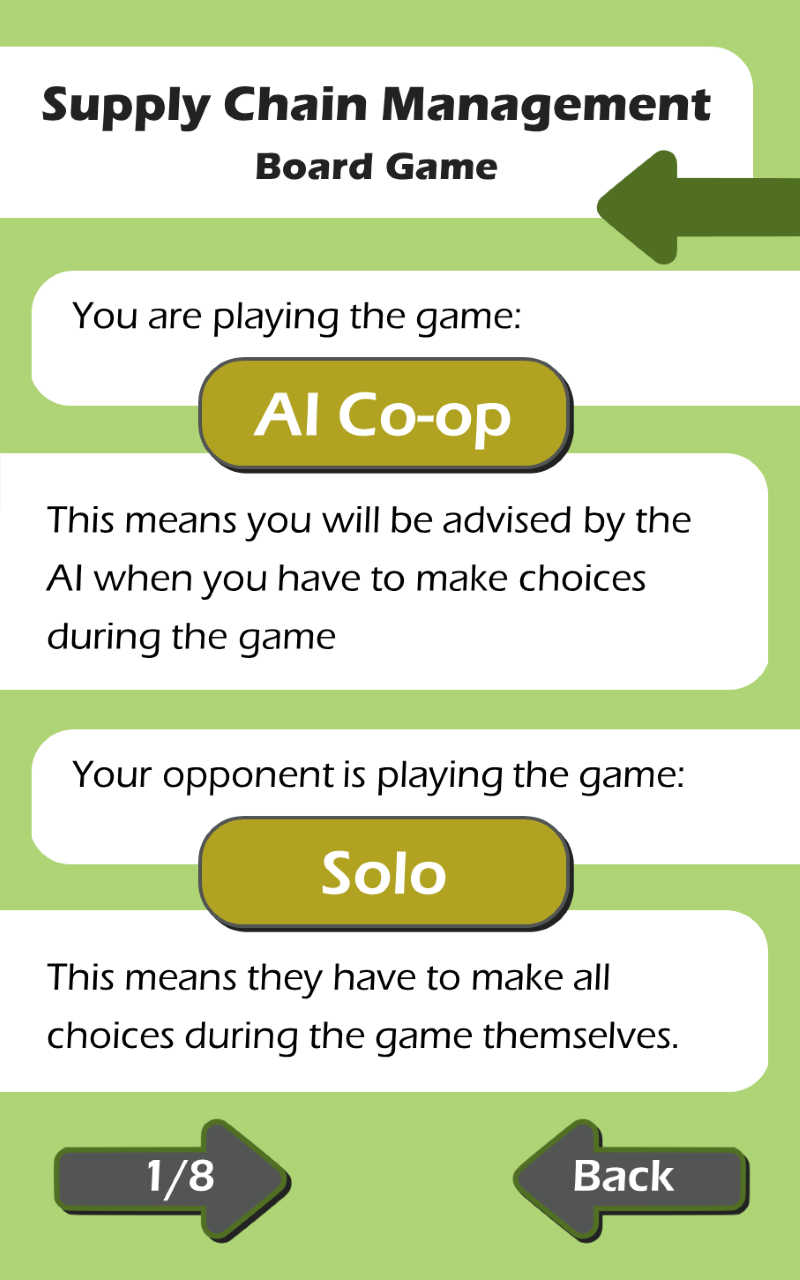 Supply Chain Management
Board Game
You are playing the game:
AI Co-op
This means you will be advised by the
AI when you have to make choices
during the game
Your opponent is playing the game:
Solo
This means they have to make all
choices during the game themselves.
1/8
Back